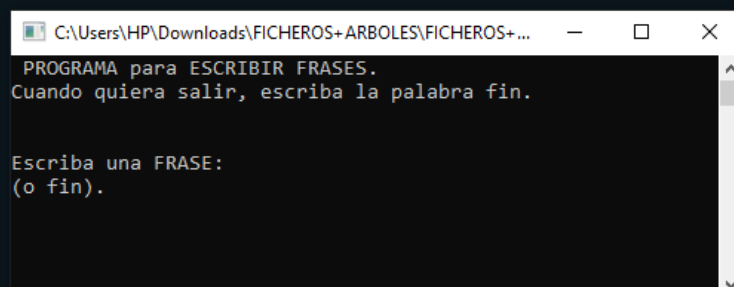 C:\Users\HP\Downloads\FICHEROS+ARBOLES\FICHEROS+...
PROGRAMA para ESCRIBIR FRASES.
Cuando quiera salir, escriba la palabra fin.
Escriba una FRASE:
(o fin).